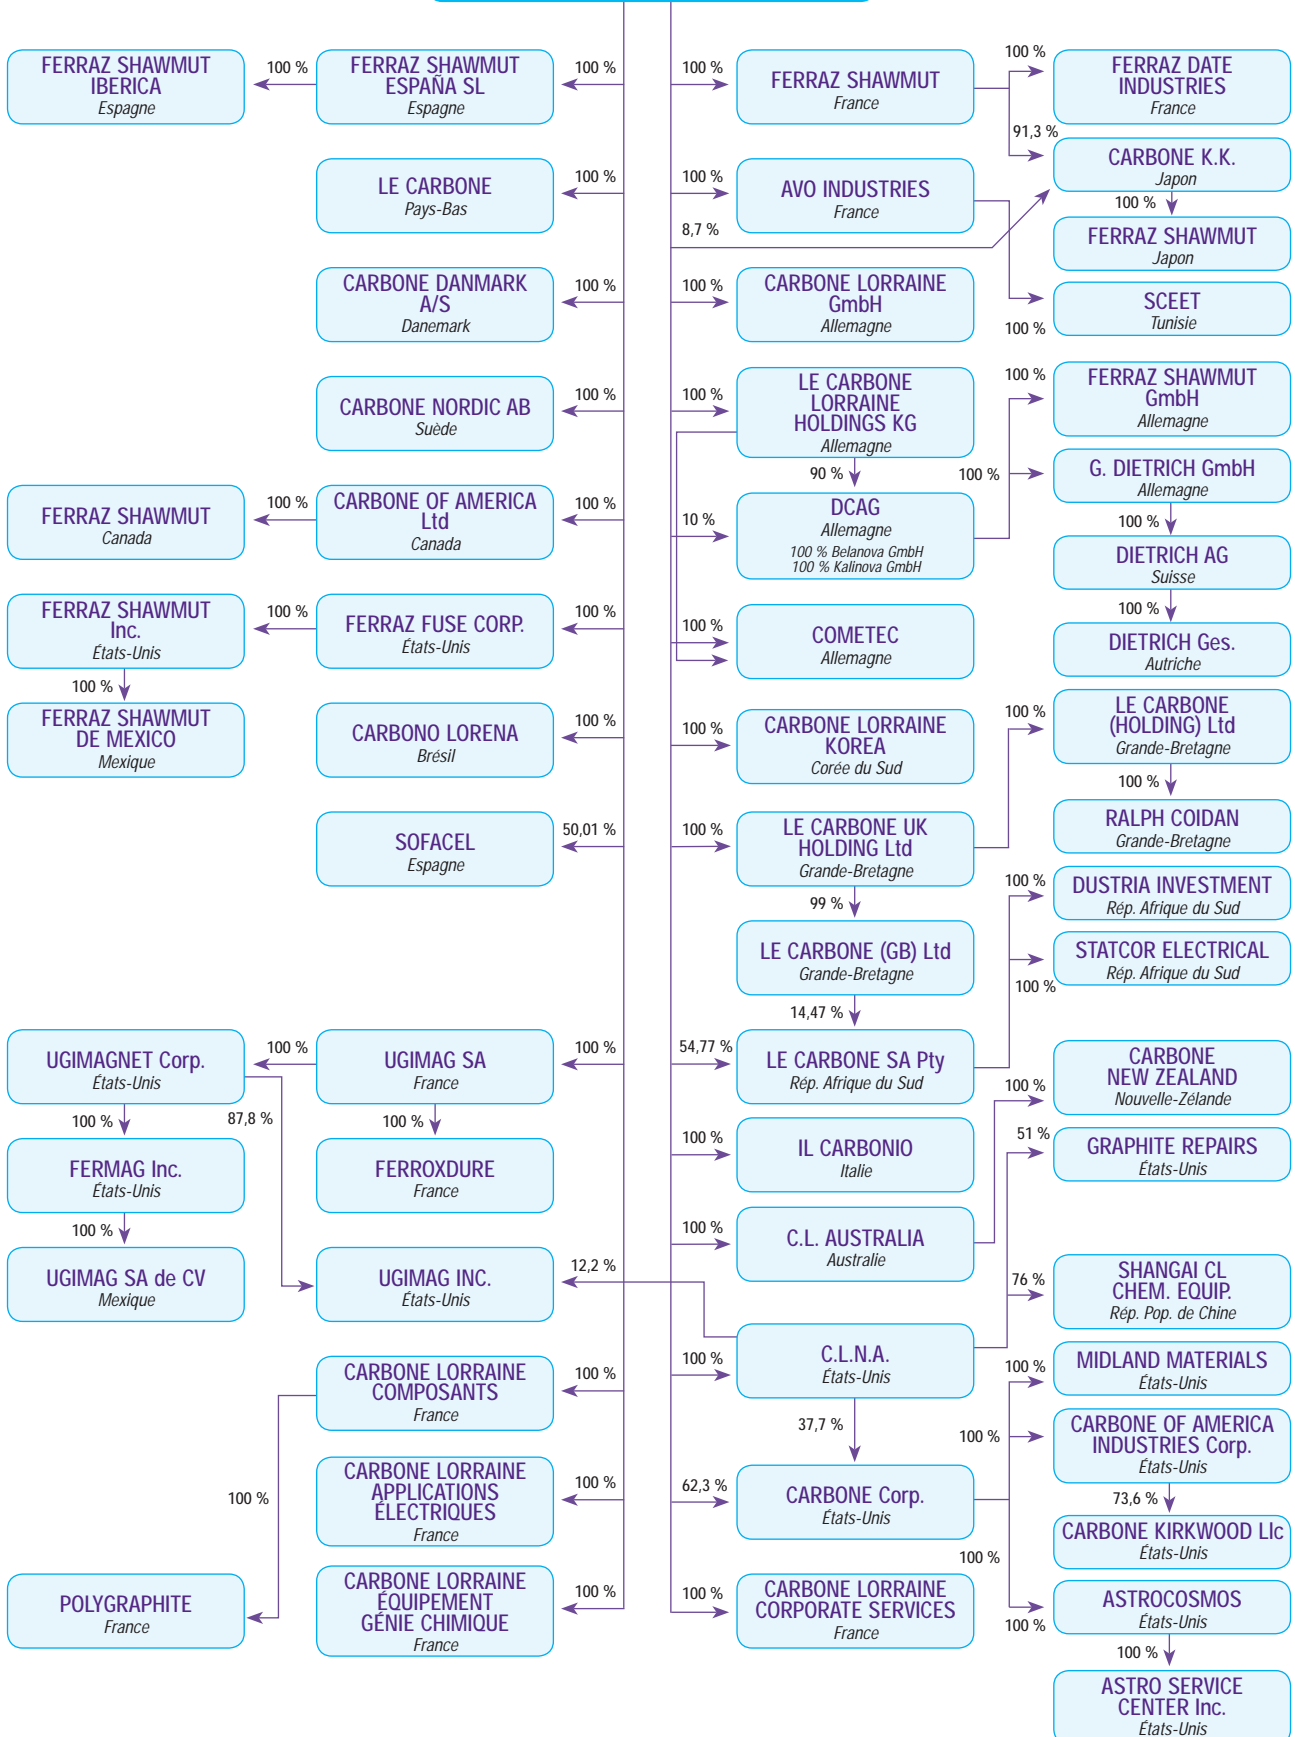 FERRAZ SHAWMUT
IBERICA
Espagne
100 %
FERRAZ SHAWMUT
ESPAÑA SL
Espagne
100 %
100 %
FERRAZ SHAWMUT
France
100 %
FERRAZ DATE
INDUSTRIES
France
91,3 %
CARBONE K.K.
Japon
100 %
FERRAZ SHAWMUT
Japon
LE CARBONE
Pays-Bas
100 %
100 %
AVO INDUSTRIES
France
8,7 %
SCEET
Tunisie
100 %
CARBONE DANMARK
A/S
Danemark
100 %
100 %
CARBONE LORRAINE
GmbH
Allemagne
CARBONE NORDIC AB
Suède
100 %
100 %
LE CARBONE
LORRAINE
HOLDINGS KG
Allemagne
90 %
100 %
FERRAZ SHAWMUT
GmbH
Allemagne
100 %
G. DIETRICH GmbH
Allemagne
100 %
DIETRICH AG
Suisse
100 %
DIETRICH Ges.
Autriche
FERRAZ SHAWMUT
Canada
100 %
CARBONE OF AMERICA
Ltd
Canada
100 %
10 %
DCAG
Allemagne
100 % Belanova GmbH
100 % Kalinova GmbH
FERRAZ SHAWMUT
Inc.
États-Unis
100 %
FERRAZ FUSE CORP.
États-Unis
100 %
100 %
COMETEC
Allemagne
100 %
FERRAZ SHAWMUT
DE MEXICO
Mexique
CARBONO LORENA
Brésil
100 %
100 %
CARBONE LORRAINE
KOREA
Corée du Sud
100 %
LE CARBONE
(HOLDING) Ltd
Grande-Bretagne
100 %
RALPH COIDAN
Grande-Bretagne
SOFACEL
Espagne
50,01 %
100 %
LE CARBONE UK
HOLDING Ltd
Grande-Bretagne
99 %
LE CARBONE (GB) Ltd
Grande-Bretagne
14,47 %
100 %
DUSTRIA INVESTMENT
Rép. Afrique du Sud
STATCOR ELECTRICAL
Rép. Afrique du Sud
100 %
UGIMAGNET Corp.
États-Unis
100 %
UGIMAG SA
France
100 %
54,77 %
LE CARBONE SA Pty
Rép. Afrique du Sud
100 %
CARBONE
NEW ZEALAND
Nouvelle-Zélande
100 %
87,8 %
100 %
FERMAG Inc.
États-Unis
FERROXDURE
France
100 %
IL CARBONIO
Italie
51 %
GRAPHITE REPAIRS
États-Unis
100 %
UGIMAG SA de CV
Mexique
UGIMAG INC.
États-Unis
12,2 %
100 %
C.L. AUSTRALIA
Australie
76 %
SHANGAI CL
CHEM. EQUIP.
Rép. Pop. de Chine
CARBONE LORRAINE
COMPOSANTS
France
100 %
100 %
C.L.N.A.
États-Unis
37,7 %
100 %
MIDLAND MATERIALS
États-Unis
100 %
CARBONE OF AMERICA
INDUSTRIES Corp.
États-Unis
73,6 %
CARBONE KIRKWOOD Llc
États-Unis
100 %
CARBONE LORRAINE
APPLICATIONS
ÉLECTRIQUES
France
100 %
62,3 %
CARBONE Corp.
États-Unis
100 %
POLYGRAPHITE
France
CARBONE LORRAINE
ÉQUIPEMENT
GÉNIE CHIMIQUE
France
100 %
100 %
CARBONE LORRAINE
CORPORATE SERVICES
France
100 %
ASTROCOSMOS
États-Unis
100 %
ASTRO SERVICE
CENTER Inc.
États-Unis